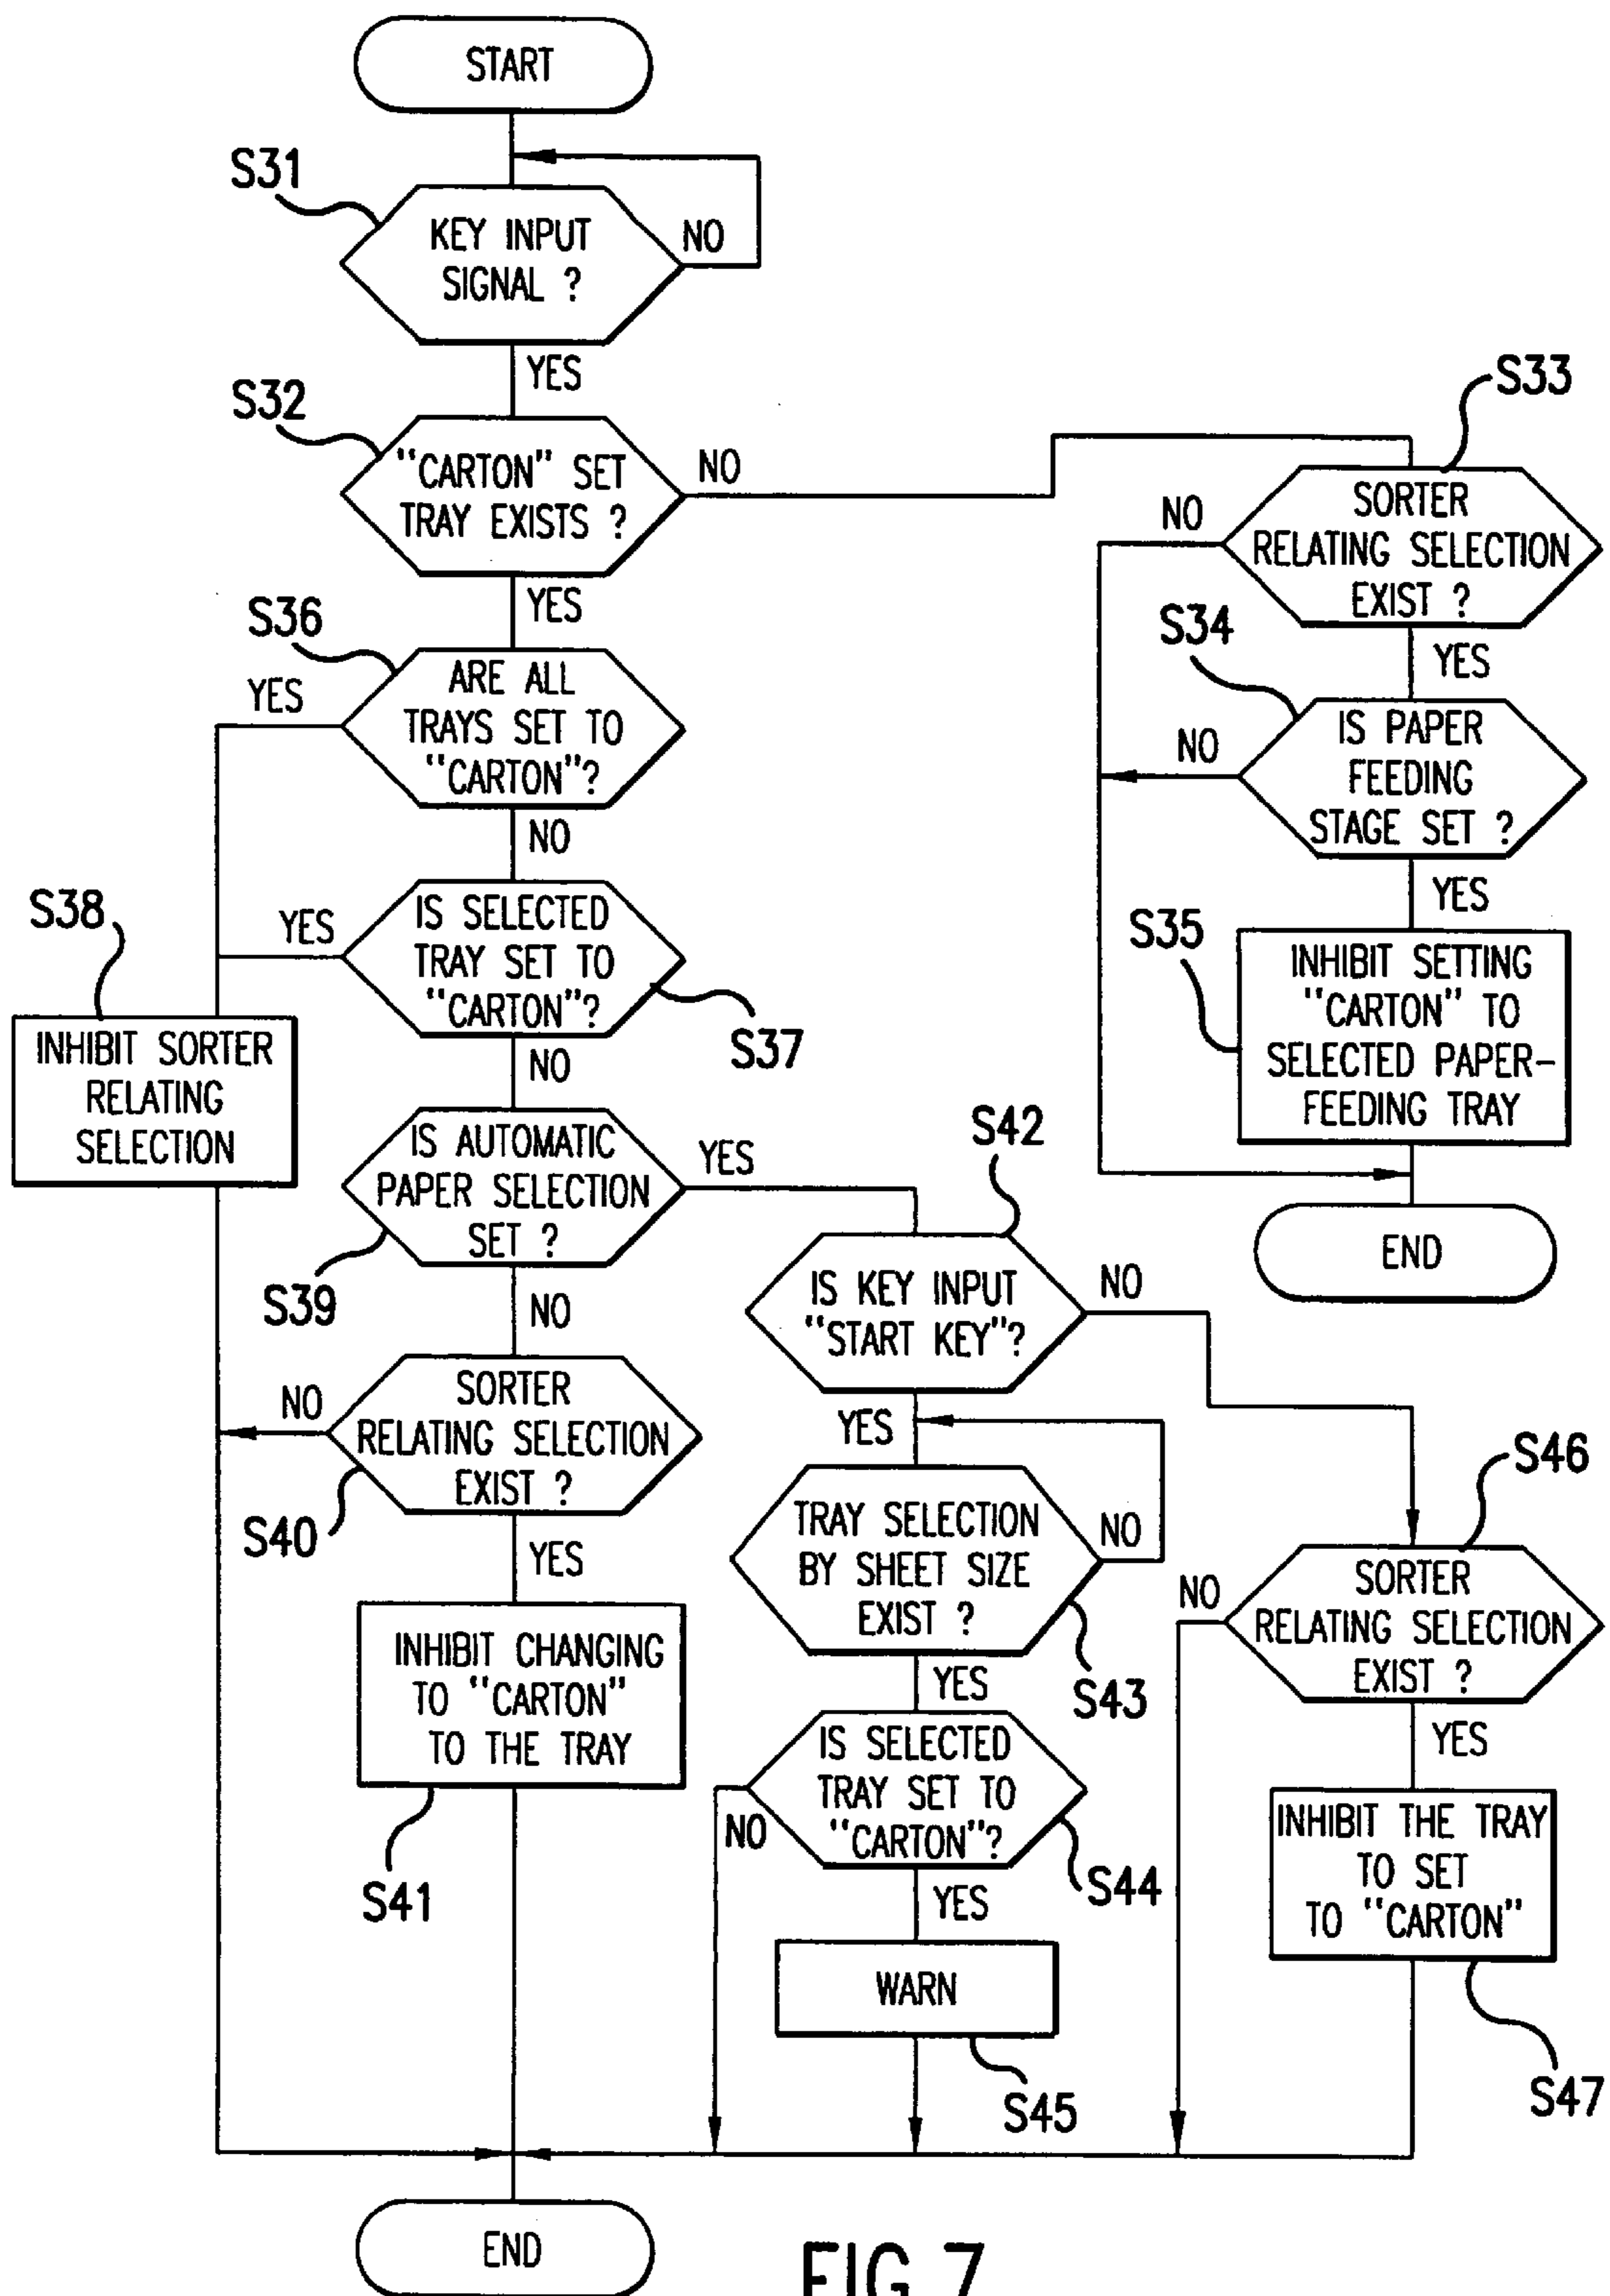 START
S31
KEY INPUT
SIGNAL ?
NO
YES
S32
"CARTON" SET
TRAY EXISTS ?
NO
YES
S33
SORTER
RELATING SELECTION
EXIST ?
NO
YES
S34
IS PAPER
FEEDING
STAGE SET ?
NO
YES
S35
INHIBIT SETTING
"CARTON" TO
SELECTED PAPER-
FEEDING TRAY
END
S36
ARE ALL
TRAYS SET TO
"CARTON"?
YES
NO
S37
IS SELECTED
TRAY SET TO
"CARTON"?
YES
NO
S38
INHIBIT SORTER
RELATING
SELECTION
S39
IS AUTOMATIC
PAPER SELECTION
SET ?
YES
NO
S40
SORTER
RELATING SELECTION
EXIST ?
NO
YES
S41
INHIBIT CHANGING
TO "CARTON"
TO THE TRAY
S42
IS KEY INPUT
"START KEY"?
NO
YES
S43
TRAY SELECTION
BY SHEET SIZE
EXIST ?
NO
YES
S44
IS SELECTED
TRAY SET TO
"CARTON"?
NO
YES
S45
WARN
S46
SORTER
RELATING SELECTION
EXIST ?
NO
YES
S47
INHIBIT THE TRAY
TO SET
TO "CARTON"
END
FIG. 7